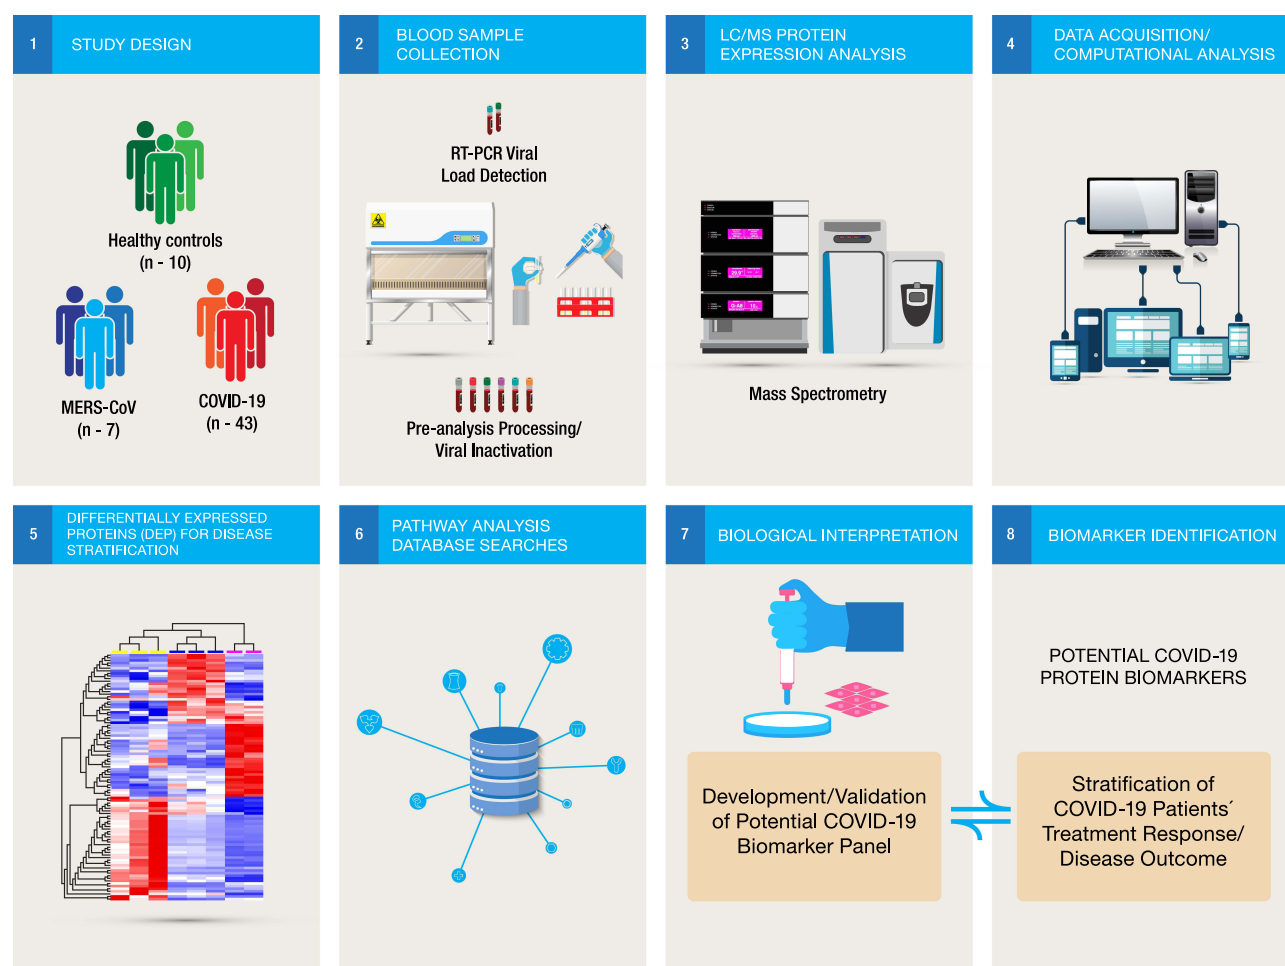 1
STUDY DESIGN
Healthy controls
(n - 10)
MERS-CoV
(n - 7)
COVID-19
(n - 43)
2
BLOOD SAMPLE
COLLECTION
RT-PCR Viral
Load Detection
Pre-analysis Processing/
Viral Inactivation
3
LC/MS PROTEIN
EXPRESSION ANALYSIS
Mass Spectrometry
4
DATA ACQUISITION/
COMPUTATIONAL ANALYSIS
5
DIFFERENTIALLY EXPRESSED
PROTEINS (DEP) FOR DISEASE
STRATIFICATION
6
PATHWAY ANALYSIS
DATABASE SEARCHES
7
BIOLOGICAL INTERPRETATION
Development/Validation
of Potential COVID-19
Biomarker Panel
8
BIOMARKER IDENTIFICATION
POTENTIAL COVID-19
PROTEIN BIOMARKERS
Stratification of
COVID-19 Patients´
Treatment Response/
Disease Outcome